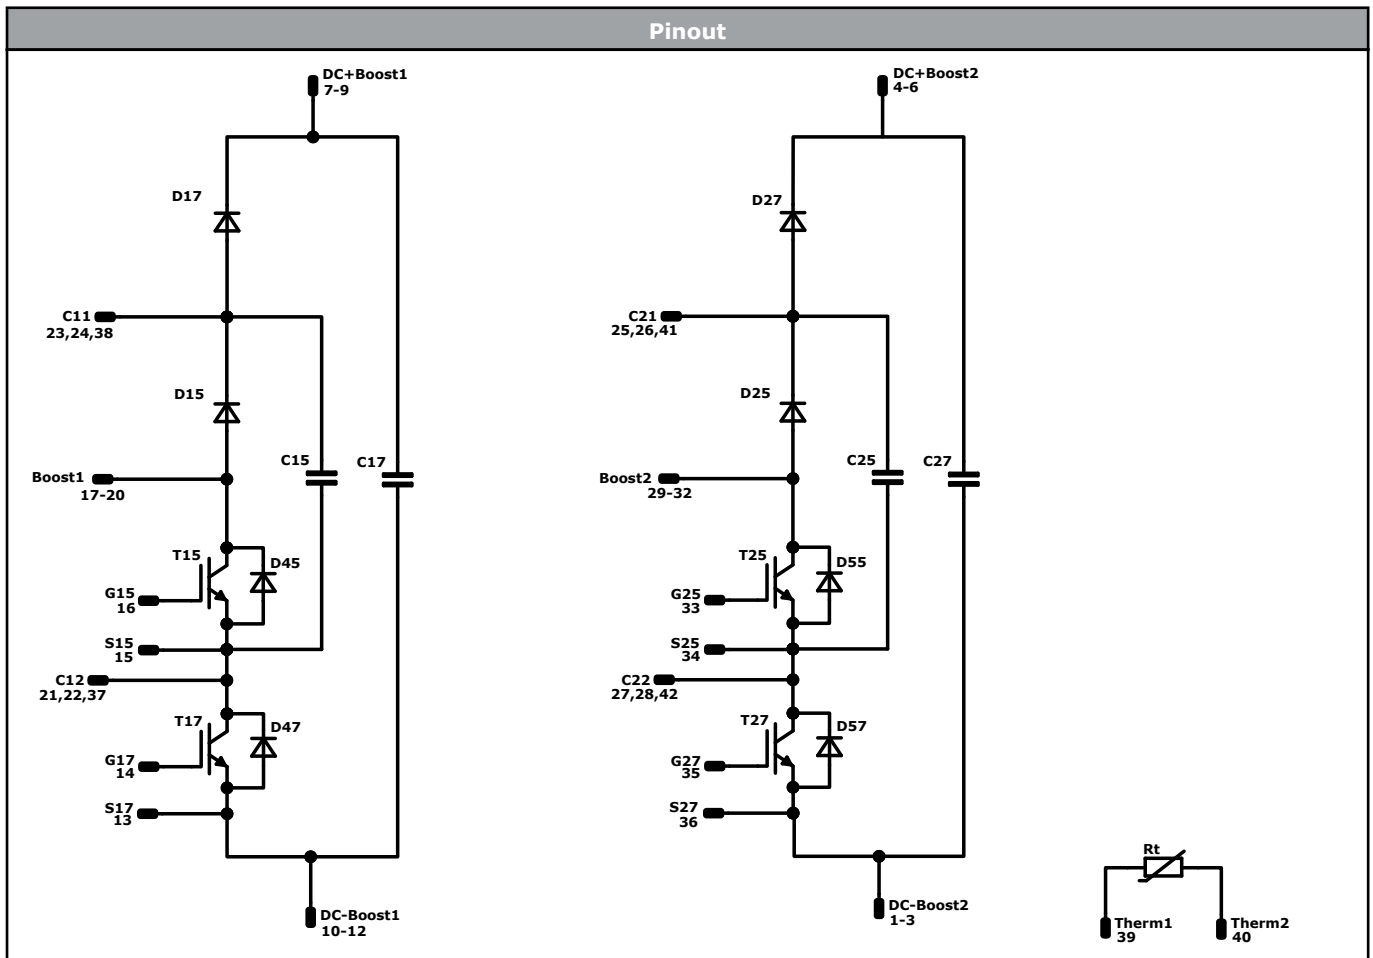 Pinout
DC+Boost1
7-9
D17
C11
23,24,38
D15
Boost1
17-20
C15
C17
T15
D45
G15
16
S15
15
C12
21,22,37
T17
D47
G17
14
S17
13
DC-Boost1
10-12
DC+Boost2
4-6
D27
C21
25,26,41
D25
Boost2
29-32
C25
C27
T25
D55
G25
33
S25
34
C22
27,28,42
T27
D57
G27
35
S27
36
DC-Boost2
1-3
Rt
Therm1
39
Therm2
40